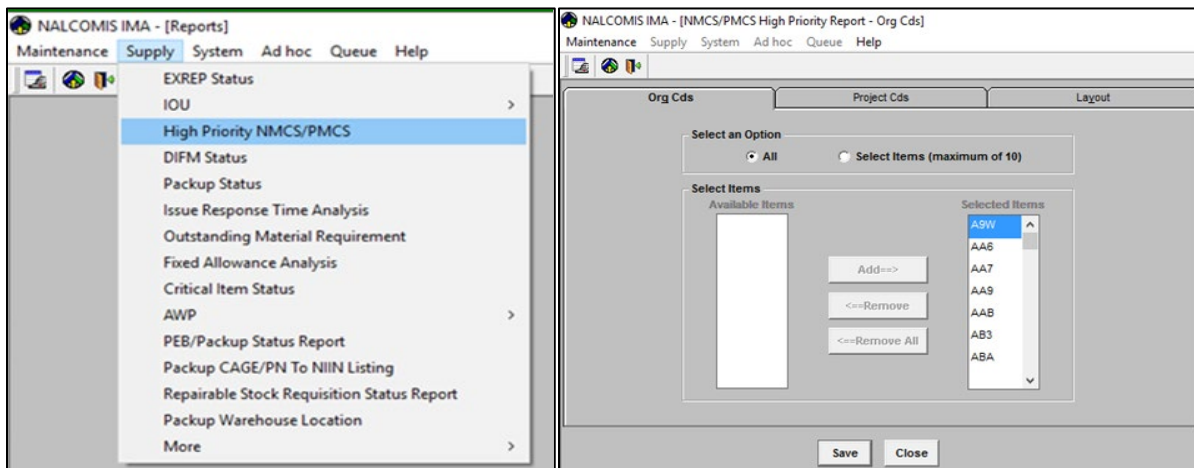 NALCOMIS IMA - [Reports]
Maintenance Supply System Ad hoc Queue Help
EXREP Status
IOU >
High Priority NMCS/PMCS
DIFM Status
Packup Status
Issue Response Time Analysis
Outstanding Material Requirement
Fixed Allowance Analysis
Critical Item Status
AWP >
PEB/Packup Status Report
Packup CAGE/PN To NIIN Listing
Repairable Stock Requisition Status Report
Packup Warehouse Location
More >
NALCOMIS IMA - [NMCS/PMCS High Priority Report - Org Cds]
Maintenance Supply System Ad hoc Queue Help
Org Cds Project Cds Layout
Select an Option
All Select Items (maximum of 10)
Select Items
Available Items Selected Items
A9W
AA6
Add==> AA7
AA9
<==Remove AAB
AB3
<==Remove All ABA
Save Close